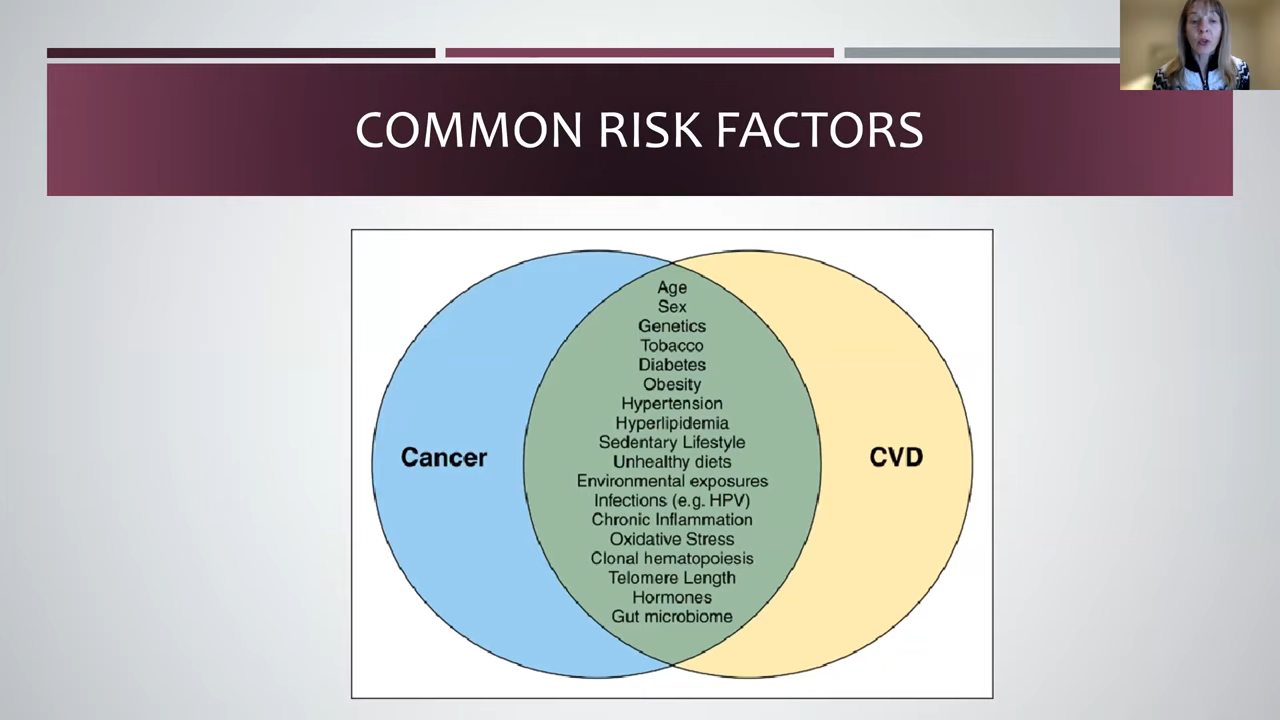 COMMON RISK FACTORS
Age
Sex
Genetics
Tobacco
Diabetes
Obesity
Hypertension
Hyperlipidemia
Sedentary Lifestyle
Cancer
CVD
Unhealthy diets
Environmental exposures
Infections (e.g. HPV)
Chronic Inflammation
Oxidative Stress
Clonal hematopoiesis
Telomere Length
Hormones
Gut microbiome